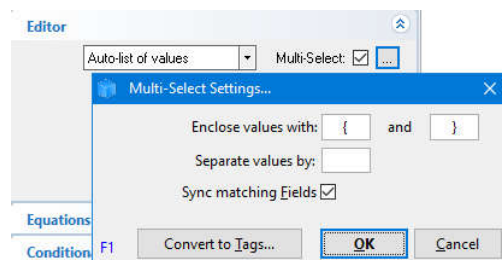 Editor
Auto-list of values Multi-Select: ...
Multi-Select Settings...
Enclose values with: { and }
Separate values by:
Sync matching Fields
Equations
Condition
F1 Convert to Tags... OK Cancel